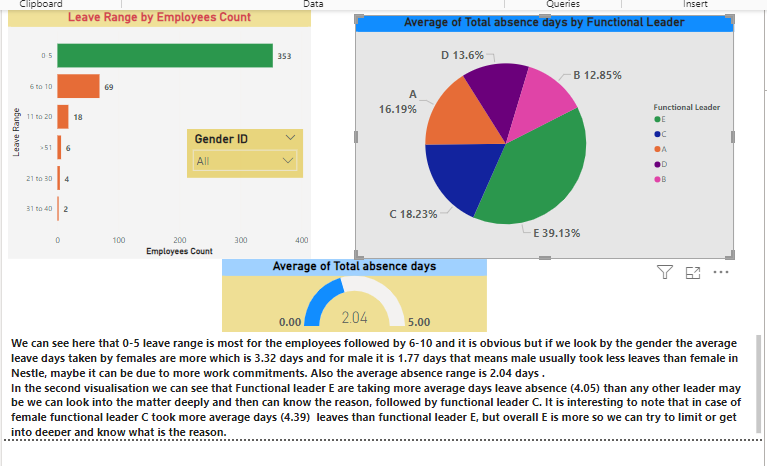 Clipboard Data Queries Insert
Leave Range by Employees Count
Leave Range
0-5 353
6 to 10 69
11 to 20 18
>51 6
21 to 30 4
31 to 40 2
0 100 200 300 400
Employees Count
Gender ID
All
Average of Total absence days by Functional Leader
D 13.6%
B 12.85%
A
16.19%
C 18.23%
E 39.13%
Functional Leader
E
C
A
D
B
Average of Total absence days
2.04
0.00 5.00
We can see here that 0-5 leave range is most for the employees followed by 6-10 and it is obvious but if we look by the gender the average
leave days taken by females are more which is 3.32 days and for male it is 1.77 days that means male usually took less leaves than female in
Nestle, maybe it can be due to more work commitments. Also the average absence range is 2.04 days .
In the second visualisation we can see that Functional leader E are taking more average days leave absence (4.05) than any other leader may
be we can look into the matter deeply and then can know the reason, followed by functional leader C. It is interesting to note that in case of
female functional leader C took more average days (4.39) leaves than functional leader E, but overall E is more so we can try to limit or get
into deeper and know what is the reason.